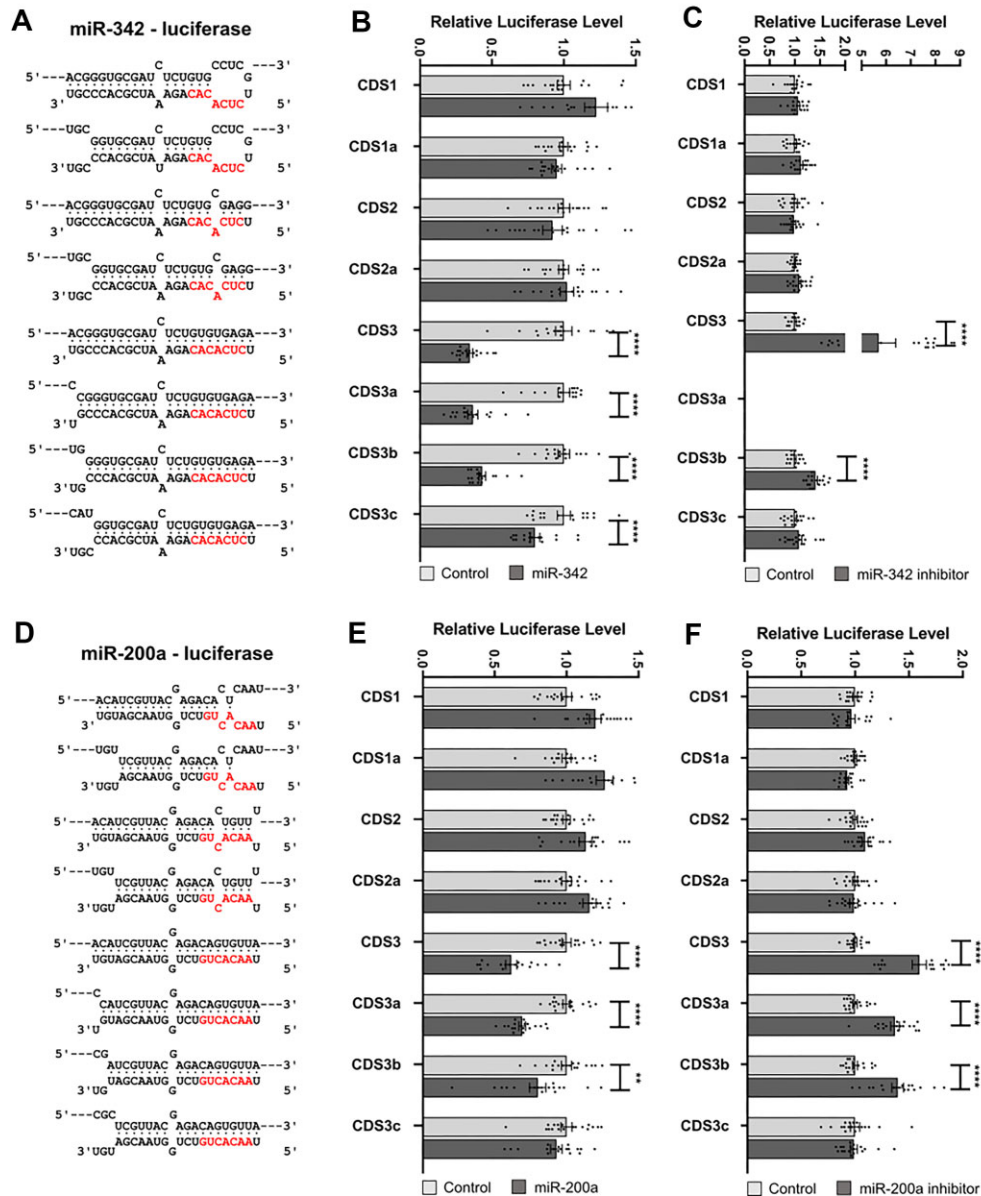 A
miR-342 - luciferase
C CCUC ---3'
5'---ACGGGUGCGAU UCUGUG G
UGCCCACGCUA AGACAC U
3' A ACUC 5'
5'---UGC C CCUC ---3'
GGUGCGAU UCUGUG G
CCACGCUA AGACAC U
3'UGC U ACUC 5'
C C
5'---ACGGGUGCGAU UCUGUG GAGG---3'
UGCCCACGCUA AGACAC CUCU
3' A A 5'
5'---UGC C C
GGUGCGAU UCUGUG GAGG---3'
CCACGCUA AGACAC CUCU
3'UGC A A 5'
C
5'---ACGGGUGCGAU UCUGUGUGAGA---3'
UGCCCACGCUA AGACACACUCU
3' A 5'
5'---C C
CGGGUGCGAU UCUGUGUGAGA---3'
GCCCACGCUA AGACACACUCU
3'U A 5'
5'---UG C
GGGUGCGAU UCUGUGUGAGA---3'
CCCACGCUA AGACACACUCU
3'UG A 5'
5'---CAU C
GGUGCGAU UCUGUGUGAGA---3'
CCACGCUA AGACACACUCU
3'UGC A 5'
B
Relative Luciferase Level
0.0 0.5 1.0 1.5
CDS1
CDS1a
CDS2
CDS2a
CDS3 ****
CDS3a ****
CDS3b ****
CDS3c ****
Control miR-342
C
Relative Luciferase Level
0.0 0.5 1.0 1.5 2.0 5 6 7 8 9
CDS1
CDS1a
CDS2
CDS2a
CDS3 ****
CDS3a
CDS3b ****
CDS3c
Control miR-342 inhibitor
D
miR-200a - luciferase
G C CAAU---3'
5'---ACAUCGUUAC AGACA U
UGUAGCAAUG UCUGU A
3' G C CAAU 5'
5'---UGU G C CAAU---3'
UCGUUAC AGACA U
AGCAAUG UCUGU A
3'UGU G C CAAU 5'
G C U
5'---ACAUCGUUAC AGACA UGUU ---3'
UGUAGCAAUG UCUGU ACAA
3' G C U 5'
5'---UGU G C U
UCGUUAC AGACA UGUU ---3'
AGCAAUG UCUGU ACAA
3'UGU G C U 5'
G
5'---ACAUCGUUAC AGACAGUGUUA---3'
UGUAGCAAUG UCUGUCACAAU
3' G 5'
5'---C G
CAUCGUUAC AGACAGUGUUA---3'
GUAGCAAUG UCUGUCACAAU
3'U G 5'
5'---CG G
AUCGUUAC AGACAGUGUUA---3'
UAGCAAUG UCUGUCACAAU
3'UG G 5'
5'---CGC G
UCGUUAC AGACAGUGUUA---3'
AGCAAUG UCUGUCACAAU
3'UGU G 5'
E
Relative Luciferase Level
0.0 0.5 1.0 1.5
CDS1
CDS1a
CDS2
CDS2a
CDS3 ****
CDS3a ****
CDS3b **
CDS3c
Control miR-200a
F
Relative Luciferase Level
0.0 0.5 1.0 1.5 2.0
CDS1
CDS1a
CDS2
CDS2a
CDS3 ****
CDS3a ****
CDS3b ****
CDS3c
Control miR-200a inhibitor